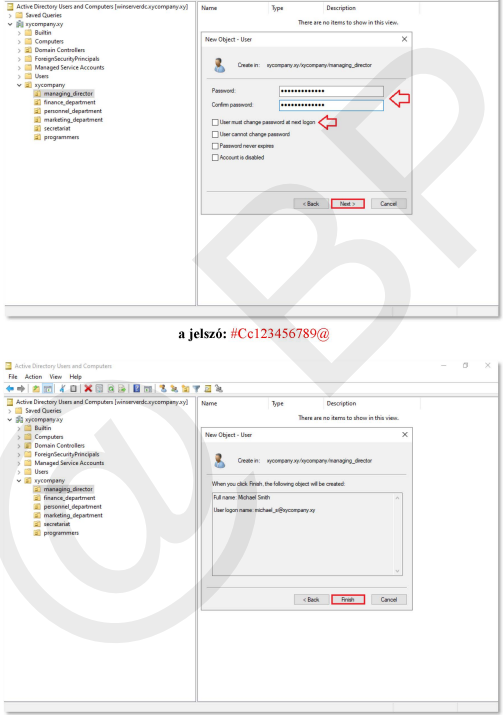 Active Directory Users and Computers [winserverdc.xycompany.xy]
Saved Queries
xycompany.xy
Builtin
Computers
Domain Controllers
ForeignSecurityPrincipals
Managed Service Accounts
Users
xycompany
managing_director
finance_department
personnel_department
marketing_department
secretariat
programmers
Name Type Description
There are no items to show in this view.
New Object - User
Create in: xycompany.xy/xycompany/managing_director
Password:
Confirm password:
User must change password at next logon
User cannot change password
Password never expires
Account is disabled
< Back Next > Cancel
a jelszó: #Cc123456789@
Active Directory Users and Computers
File Action View Help
Active Directory Users and Computers [winserverdc.xycompany.xy]
Saved Queries
xycompany.xy
Builtin
Computers
Domain Controllers
ForeignSecurityPrincipals
Managed Service Accounts
Users
xycompany
managing_director
finance_department
personnel_department
marketing_department
secretariat
programmers
Name Type Description
There are no items to show in this view.
New Object - User
Create in: xycompany.xy/xycompany/managing_director
When you click Finish, the following object will be created:
Full name: Michael Smith
User logon name: michael_s@xycompany.xy
< Back Finish Cancel